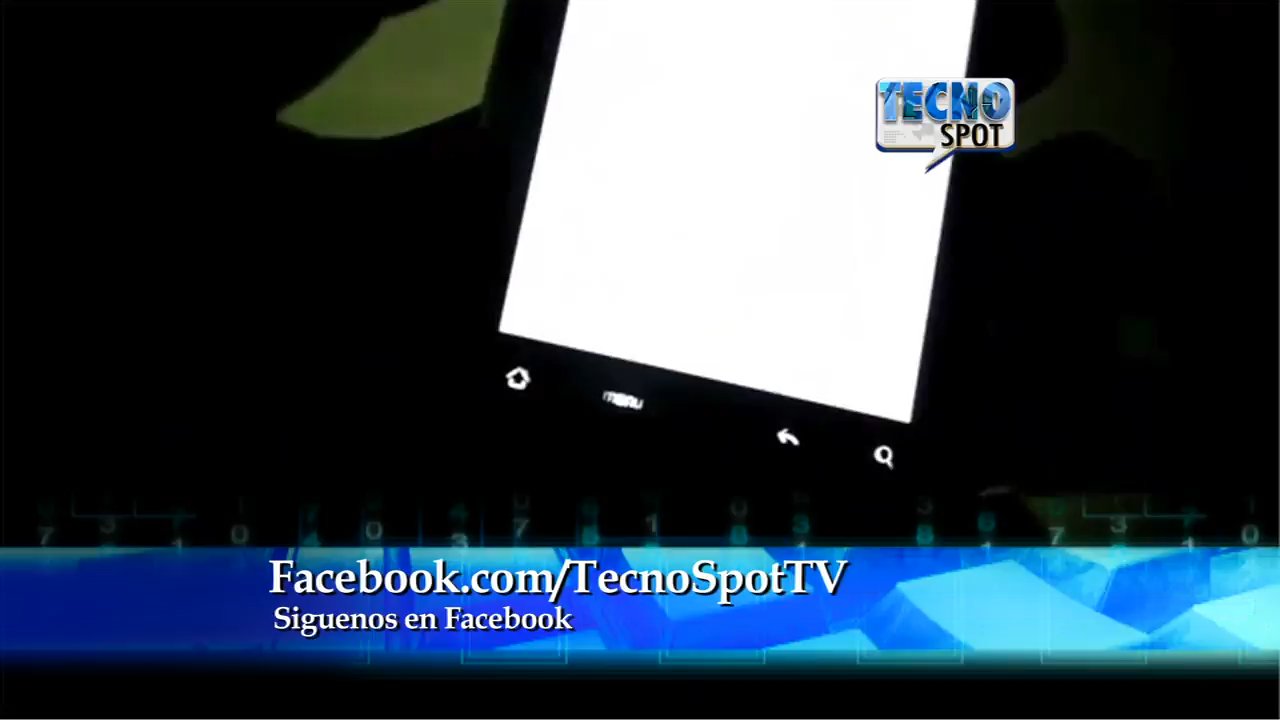 TECNO
SPOT
menu
Facebook.com/TecnoSpotTV
Siguenos en Facebook